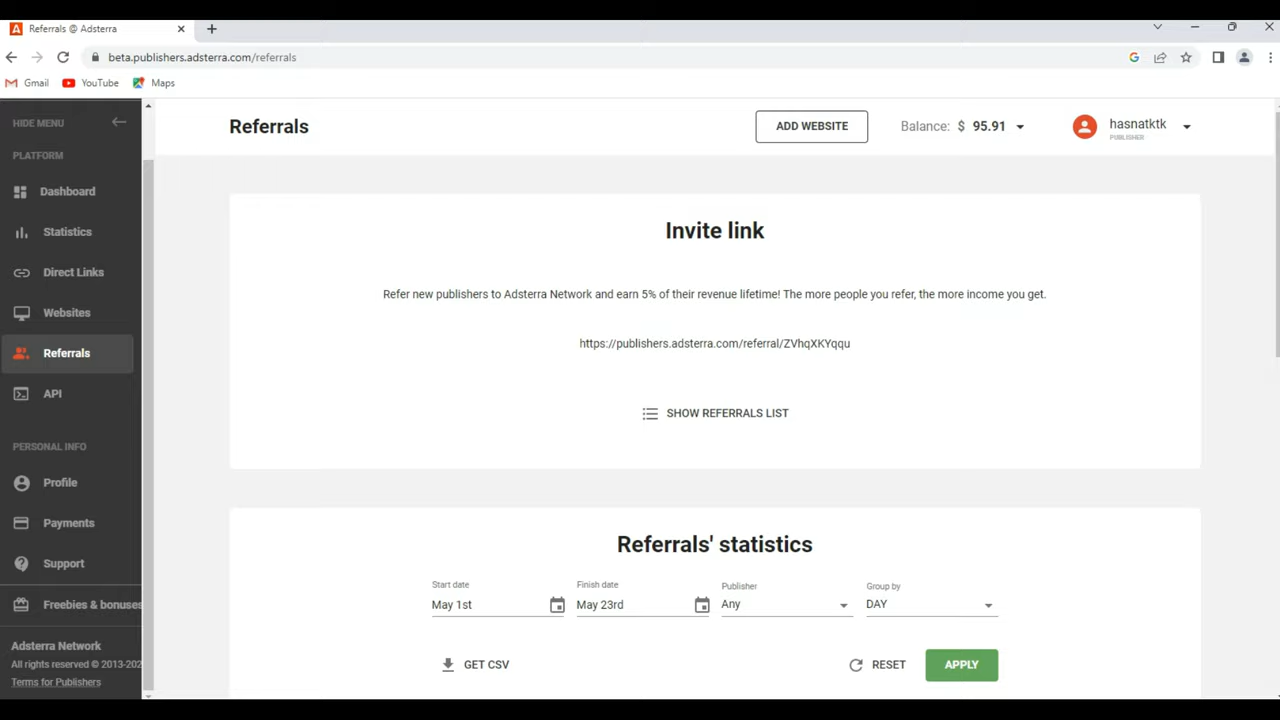 Referrals @ Adsterra
beta.publishers.adsterra.com/referrals
Gmail
YouTube
Maps
HIDE MENU
PLATFORM
Dashboard
Statistics
Direct Links
Websites
Referrals
API
PERSONAL INFO
Profile
Payments
Support
Freebies & bonuses
Adsterra Network
All rights reserved © 2013-202
Terms for Publishers
Referrals
ADD WEBSITE
Balance: $ 95.91
hasnatktk
PUBLISHER
Invite link
Refer new publishers to Adsterra Network and earn 5% of their revenue lifetime! The more people you refer, the more income you get.
https://publishers.adsterra.com/referral/ZVhqXKYqqu
SHOW REFERRALS LIST
Referrals' statistics
Start date
May 1st
Finish date
May 23rd
Publisher
Any
Group by
DAY
GET CSV
RESET
APPLY